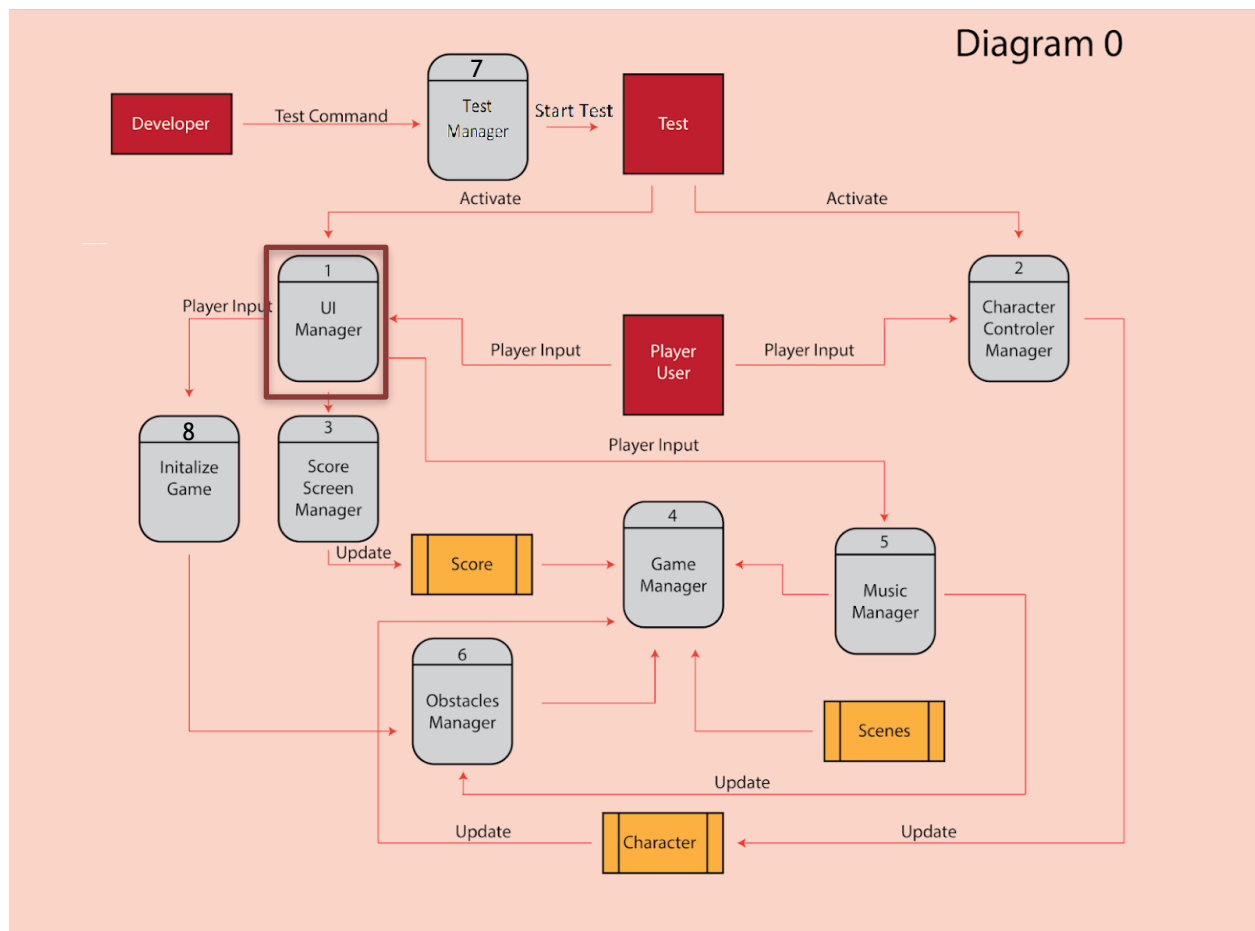 Diagram 0
7
Test
Manager
Developer
Test Command
Start Test
Test
Activate
Activate
1
UI
Manager
2
Character
Controler
Manager
Player Input
Player Input
Player
User
Player Input
8
Initalize
Game
3
Score
Screen
Manager
Player Input
4
Game
Manager
5
Music
Manager
Update
Score
6
Obstacles
Manager
Scenes
Update
Update
Character
Update